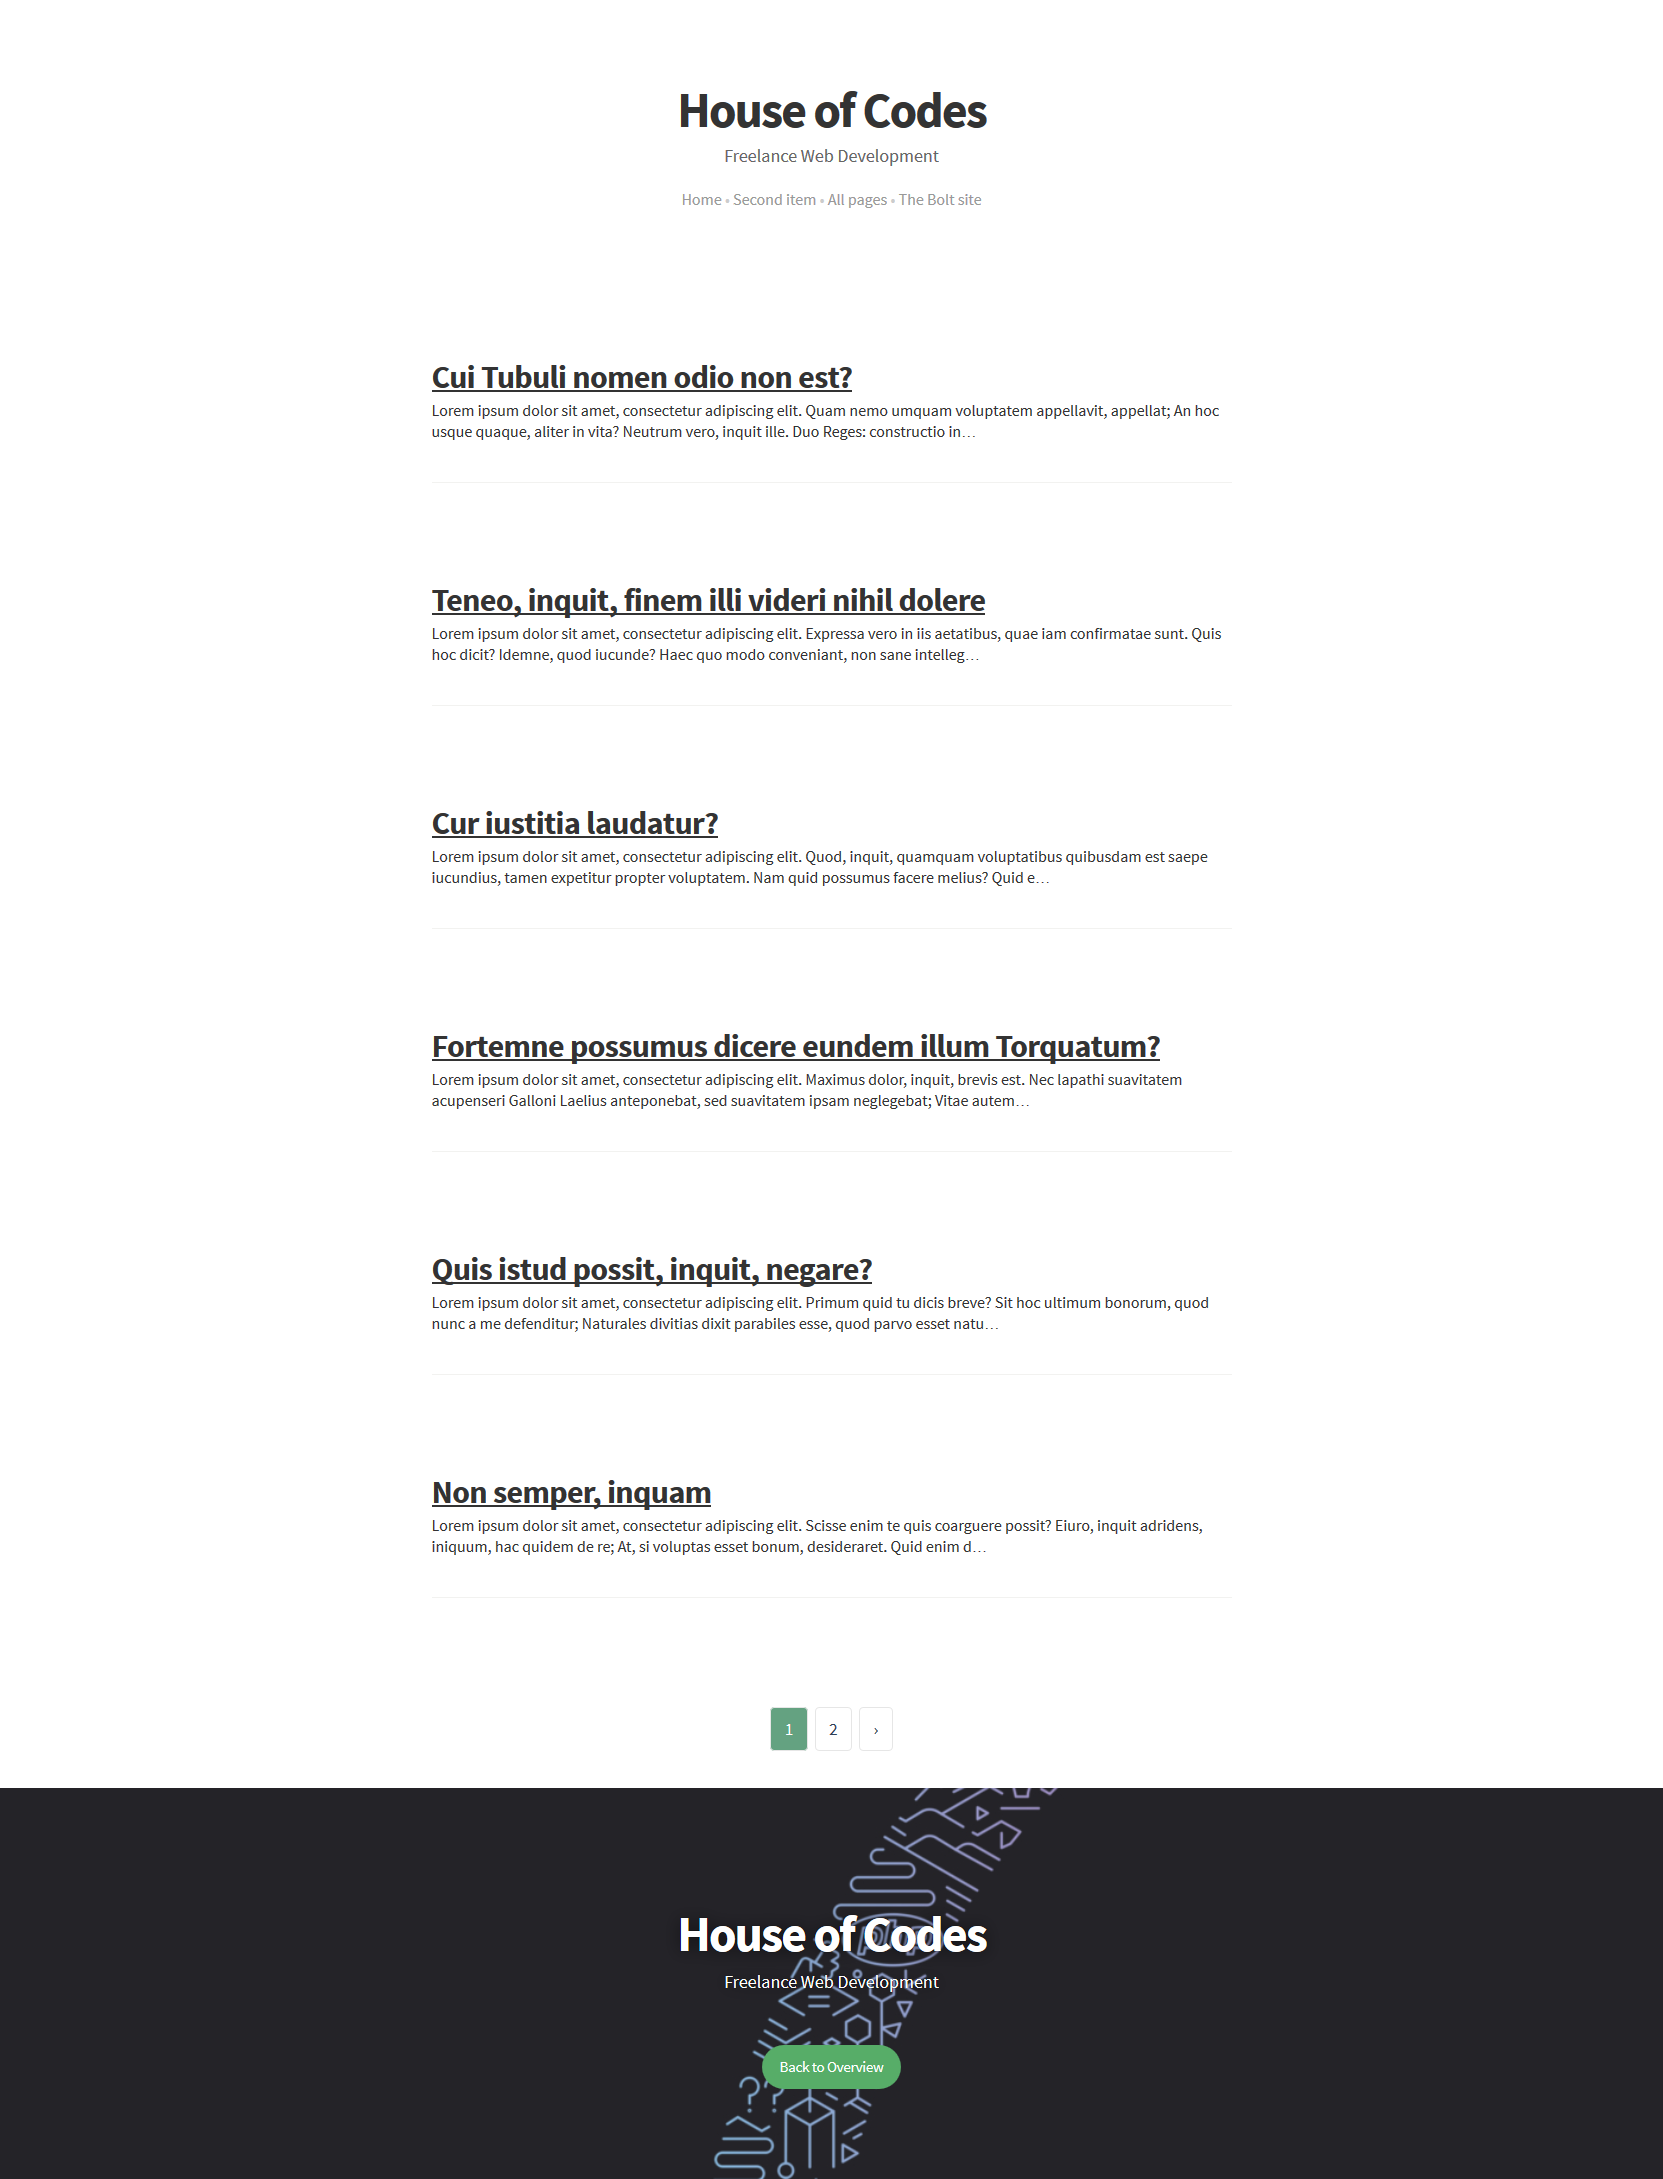 House of Codes
Freelance Web Development
Home • Second item • All pages • The Bolt site
Cui Tubuli nomen odio non est?
Lorem ipsum dolor sit amet, consectetur adipiscing elit. Quam nemo umquam voluptatem appellavit, appellat; An hoc
usque quaque, aliter in vita? Neutrum vero, inquit ille. Duo Reges: constructio in…
Teneo, inquit, finem illi videri nihil dolere
Lorem ipsum dolor sit amet, consectetur adipiscing elit. Expressa vero in iis aetatibus, quae iam confirmatae sunt. Quis
hoc dicit? Idemne, quod iucunde? Haec quo modo conveniant, non sane intelleg…
Cur iustitia laudatur?
Lorem ipsum dolor sit amet, consectetur adipiscing elit. Quod, inquit, quamquam voluptatibus quibusdam est saepe
iucundius, tamen expetitur propter voluptatem. Nam quid possumus facere melius? Quid e…
Fortemne possumus dicere eundem illum Torquatum?
Lorem ipsum dolor sit amet, consectetur adipiscing elit. Maximus dolor, inquit, brevis est. Nec lapathi suavitatem
acupenseri Galloni Laelius anteponebat, sed suavitatem ipsam neglegebat; Vitae autem…
Quis istud possit, inquit, negare?
Lorem ipsum dolor sit amet, consectetur adipiscing elit. Primum quid tu dicis breve? Sit hoc ultimum bonorum, quod
nunc a me defenditur; Naturales divitias dixit parabiles esse, quod parvo esset natu…
Non semper, inquam
Lorem ipsum dolor sit amet, consectetur adipiscing elit. Scisse enim te quis coarguere possit? Eiuro, inquit adridens,
iniquum, hac quidem de re; At, si voluptas esset bonum, desideraret. Quid enim d…
1 2 ›
House of Codes
php
Freelance Web Development
Back to Overview
??